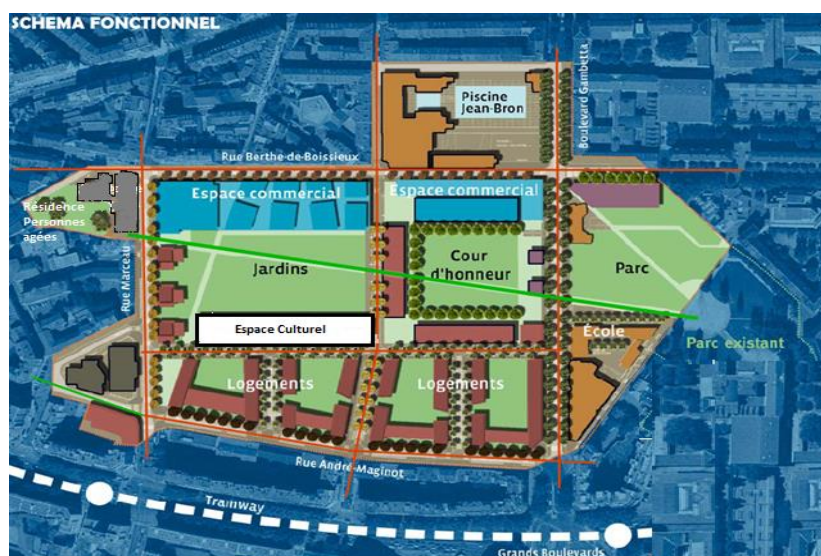 SCHEMA FONCTIONNEL
Piscine
Jean-Bron
Boulevard Gambetta
Rue Berthe-de-Boissieux
Espace commercial
Espace commercial
Résidence
Personnes
agées
Rue Marceau
Jardins
Cour
d'honneur
Parc
Espace Culturel
École
Parc existant
Logements
Logements
Rue André-Maginot
Tramway
Grands Boulevards